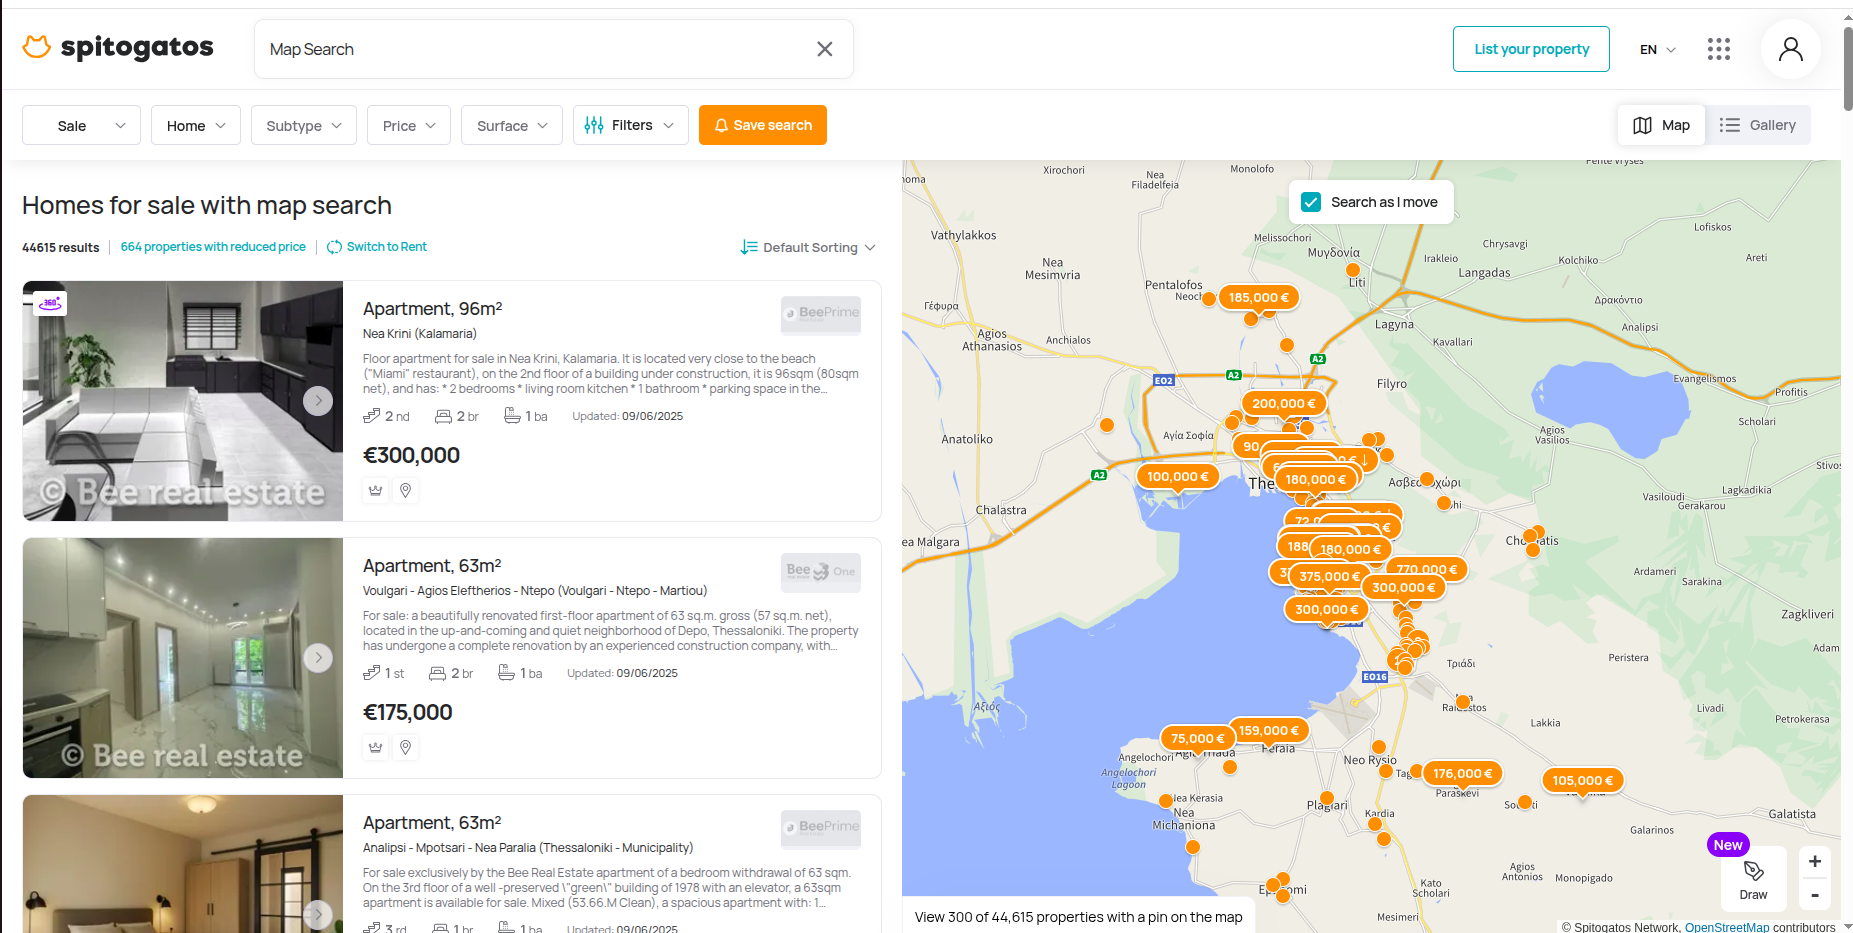 spitogatos
Map Search
List your property
EN
Sale
Home
Subtype
Price
Surface
Filters
Save search
Map
Gallery
Homes for sale with map search
44615 results
664 properties with reduced price
Switch to Rent
Default Sorting
360°
© Bee real estate
Apartment, 96m²
BeePrime
Nea Krini (Kalamaria)
Floor apartment for sale in Nea Krini, Kalamaria. It is located very close to the beach
("Miami" restaurant), on the 2nd floor of a building under construction, it is 96sqm (80sqm
net), and has: * 2 bedrooms * living room kitchen * 1 bathroom * parking space in the...
2 nd
2 br
1 ba
Updated: 09/06/2025
€300,000
© Bee real estate
Apartment, 63m²
Bee One
Voulgari - Agios Eleftherios - Ntepo (Voulgari - Ntepo - Martiou)
For sale: a beautifully renovated first-floor apartment of 63 sq.m. gross (57 sq.m. net),
located in the up-and-coming and quiet neighborhood of Depo, Thessaloniki. The property
has undergone a complete renovation by an experienced construction company, with...
1 st
2 br
1 ba
Updated: 09/06/2025
€175,000
Apartment, 63m²
BeePrime
Analipsi - Mpotsari - Nea Paralia (Thessaloniki - Municipality)
For sale exclusively by the Bee Real Estate apartment of a bedroom withdrawal of 63 sqm.
On the 3rd floor of a well -preserved \"green\" building of 1978 with an elevator, a 63sqm
apartment is available for sale. Mixed (53.66.M Clean), a spacious apartment with: 1...
3 rd
1 br
1 ba
Updated: 09/06/2025
Search as I move
Xirochori
Nea
Filadelfeia
Monolofo
Pente Vryses
Vathylakkos
Nea
Mesimvria
Melissochori
Μυγδονία
Liti
Irakleio
Chrysavgi
Langadas
Kolchiko
Lofiskos
Areti
Γέφυρα
Pentalofos
185,000 €
Δρακόντιο
Agios
Athanasios
Anchialos
Lagyna
Analipsi
Kavallari
A2
EO2
A2
Filyro
Evangelismos
Profitis
200,000 €
Scholari
Anatoliko
Αγία Σοφία
Agios
Vasilios
A2
100,000 €
180,000 €
Stivos
Lagkadikia
Vasiloudi
Gerakarou
Chalastra
ea Malgara
180,000 €
375,000 €
770,000 €
300,000 €
300,000 €
Ardameri
Sarakina
Zagkliveri
Adam
Peristera
Τριάδι
EO16
Αξιός
Livadi
Petrokerasa
Lakkia
75,000 €
159,000 €
Peraia
Angelochori
Angelochori
Lagoon
Neo Rysio
176,000 €
Paraskevi
105,000 €
Nea Kerasia
Nea
Michaniona
Plagiari
Kardia
Galatista
Galarinos
Agios
Antonios
Monopigado
Kato
Scholari
Mesimeri
New
Draw
+
-
View 300 of 44,615 properties with a pin on the map
© Spitogatos Network, OpenStreetMap contributors